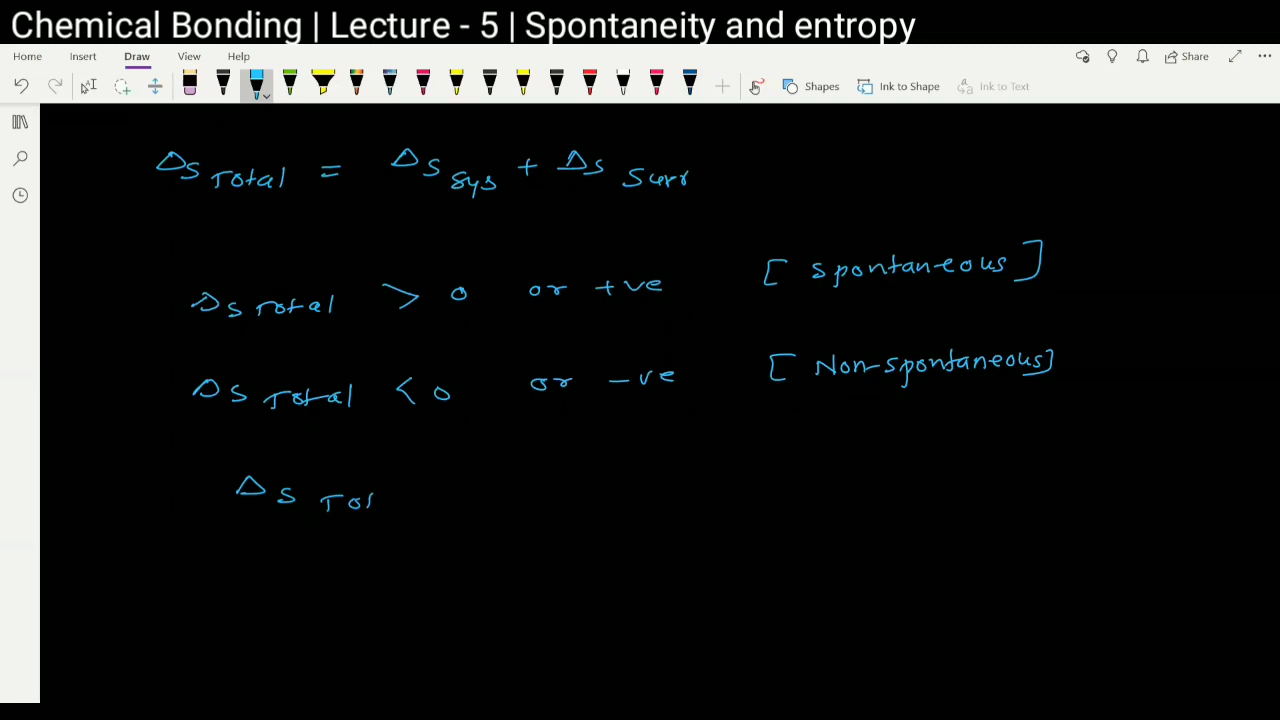 Chemical Bonding | Lecture - 5 | Spontaneity and entropy
Home Insert Draw View Help Share
Shapes Ink to Shape Ink to Text
ΔS Total = ΔS Sys + ΔS Surr
ΔS Total > 0 or +ve [ Spontaneous ]
ΔS Total < 0 or -ve [ Non-spontaneous ]
ΔS Tot